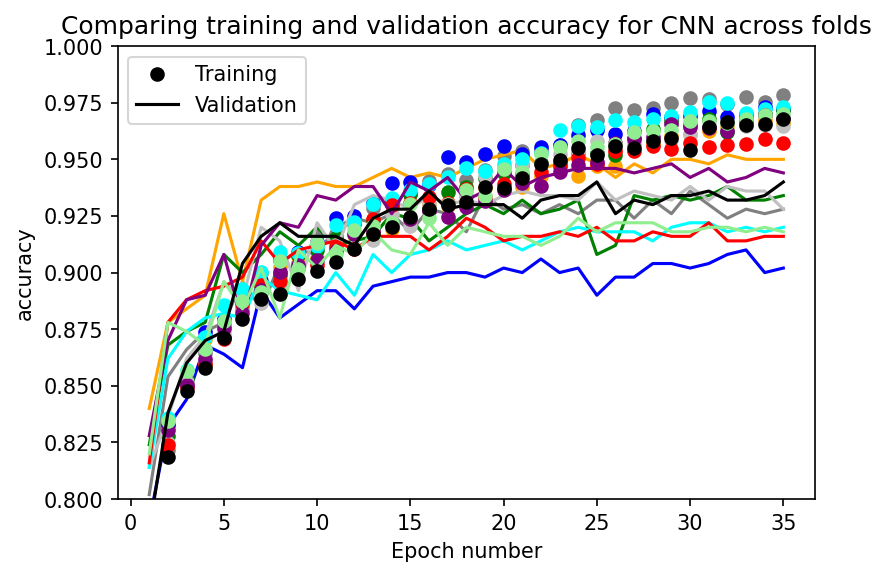 Comparing training and validation accuracy for CNN across folds
1.000
0.975
0.950
0.925
0.900
0.875
0.850
0.825
0.800
accuracy
Training
Validation
0 5 10 15 20 25 30 35
Epoch number